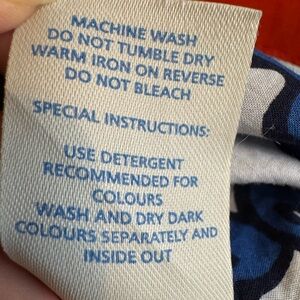 MACHINE WASH
DO NOT TUMBLE DRY
WARM IRON ON REVERSE
DO NOT BLEACH
SPECIAL INSTRUCTIONS:
USE DETERGENT
RECOMMENDED FOR
COLOURS
WASH AND DRY DARK
COLOURS SEPARATELY AND
INSIDE OUT